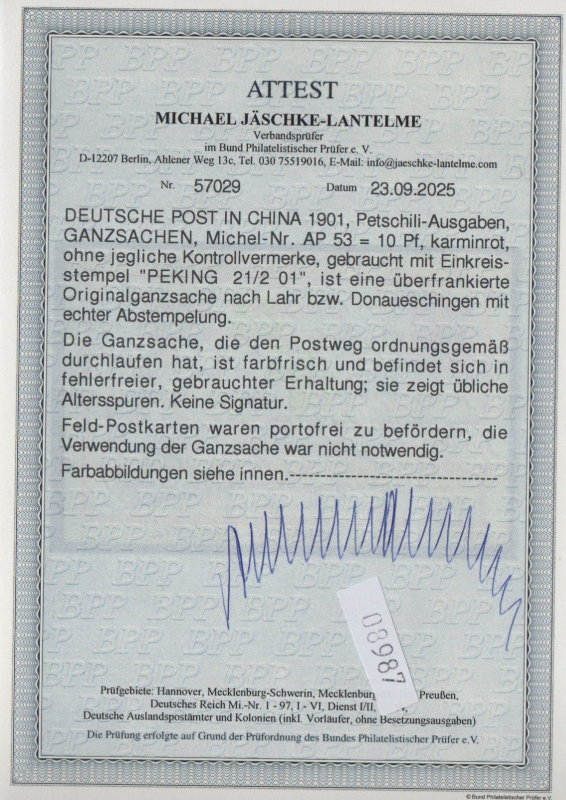 ATTEST
MICHAEL JÄSCHKE-LANTELME
Verbandsprüfer
im Bund Philatelistischer Prüfer e. V.
D-12207 Berlin, Ahlener Weg 13c, Tel. 030 75519016, E-Mail: info@jaeschke-lantelme.com
Nr. 57029 Datum 23.09.2025
DEUTSCHE POST IN CHINA 1901, Petschili-Ausgaben,
GANZSACHEN, Michel-Nr. AP 53 = 10 Pf, karminrot,
ohne jegliche Kontrollvermerke, gebraucht mit Einkreis-
stempel "PEKING 21/2 01", ist eine überfrankierte
Originalganzsache nach Lahr bzw. Donaueschingen mit
echter Abstempelung.
Die Ganzsache, die den Postweg ordnungsgemäß
durchlaufen hat, ist farbfrisch und befindet sich in
fehlerfreier, gebrauchter Erhaltung; sie zeigt übliche
Altersspuren. Keine Signatur.
Feld-Postkarten waren portofrei zu befördern, die
Verwendung der Ganzsache war nicht notwendig.
Farbabbildungen siehe innen.----------------------------------
08987
Prüfgebiete: Hannover, Mecklenburg-Schwerin, Mecklenburg Preußen,
Deutsches Reich Mi.-Nr. 1 - 97, I - VI, Dienst I/II,
Deutsche Auslandspostämter und Kolonien (inkl. Vorläufer, ohne Besetzungsausgaben)
Die Prüfung erfolgte auf Grund der Prüfordnung des Bundes Philatelistischer Prüfer e.V.
© Bund Philatelistischer Prüfer e.V.